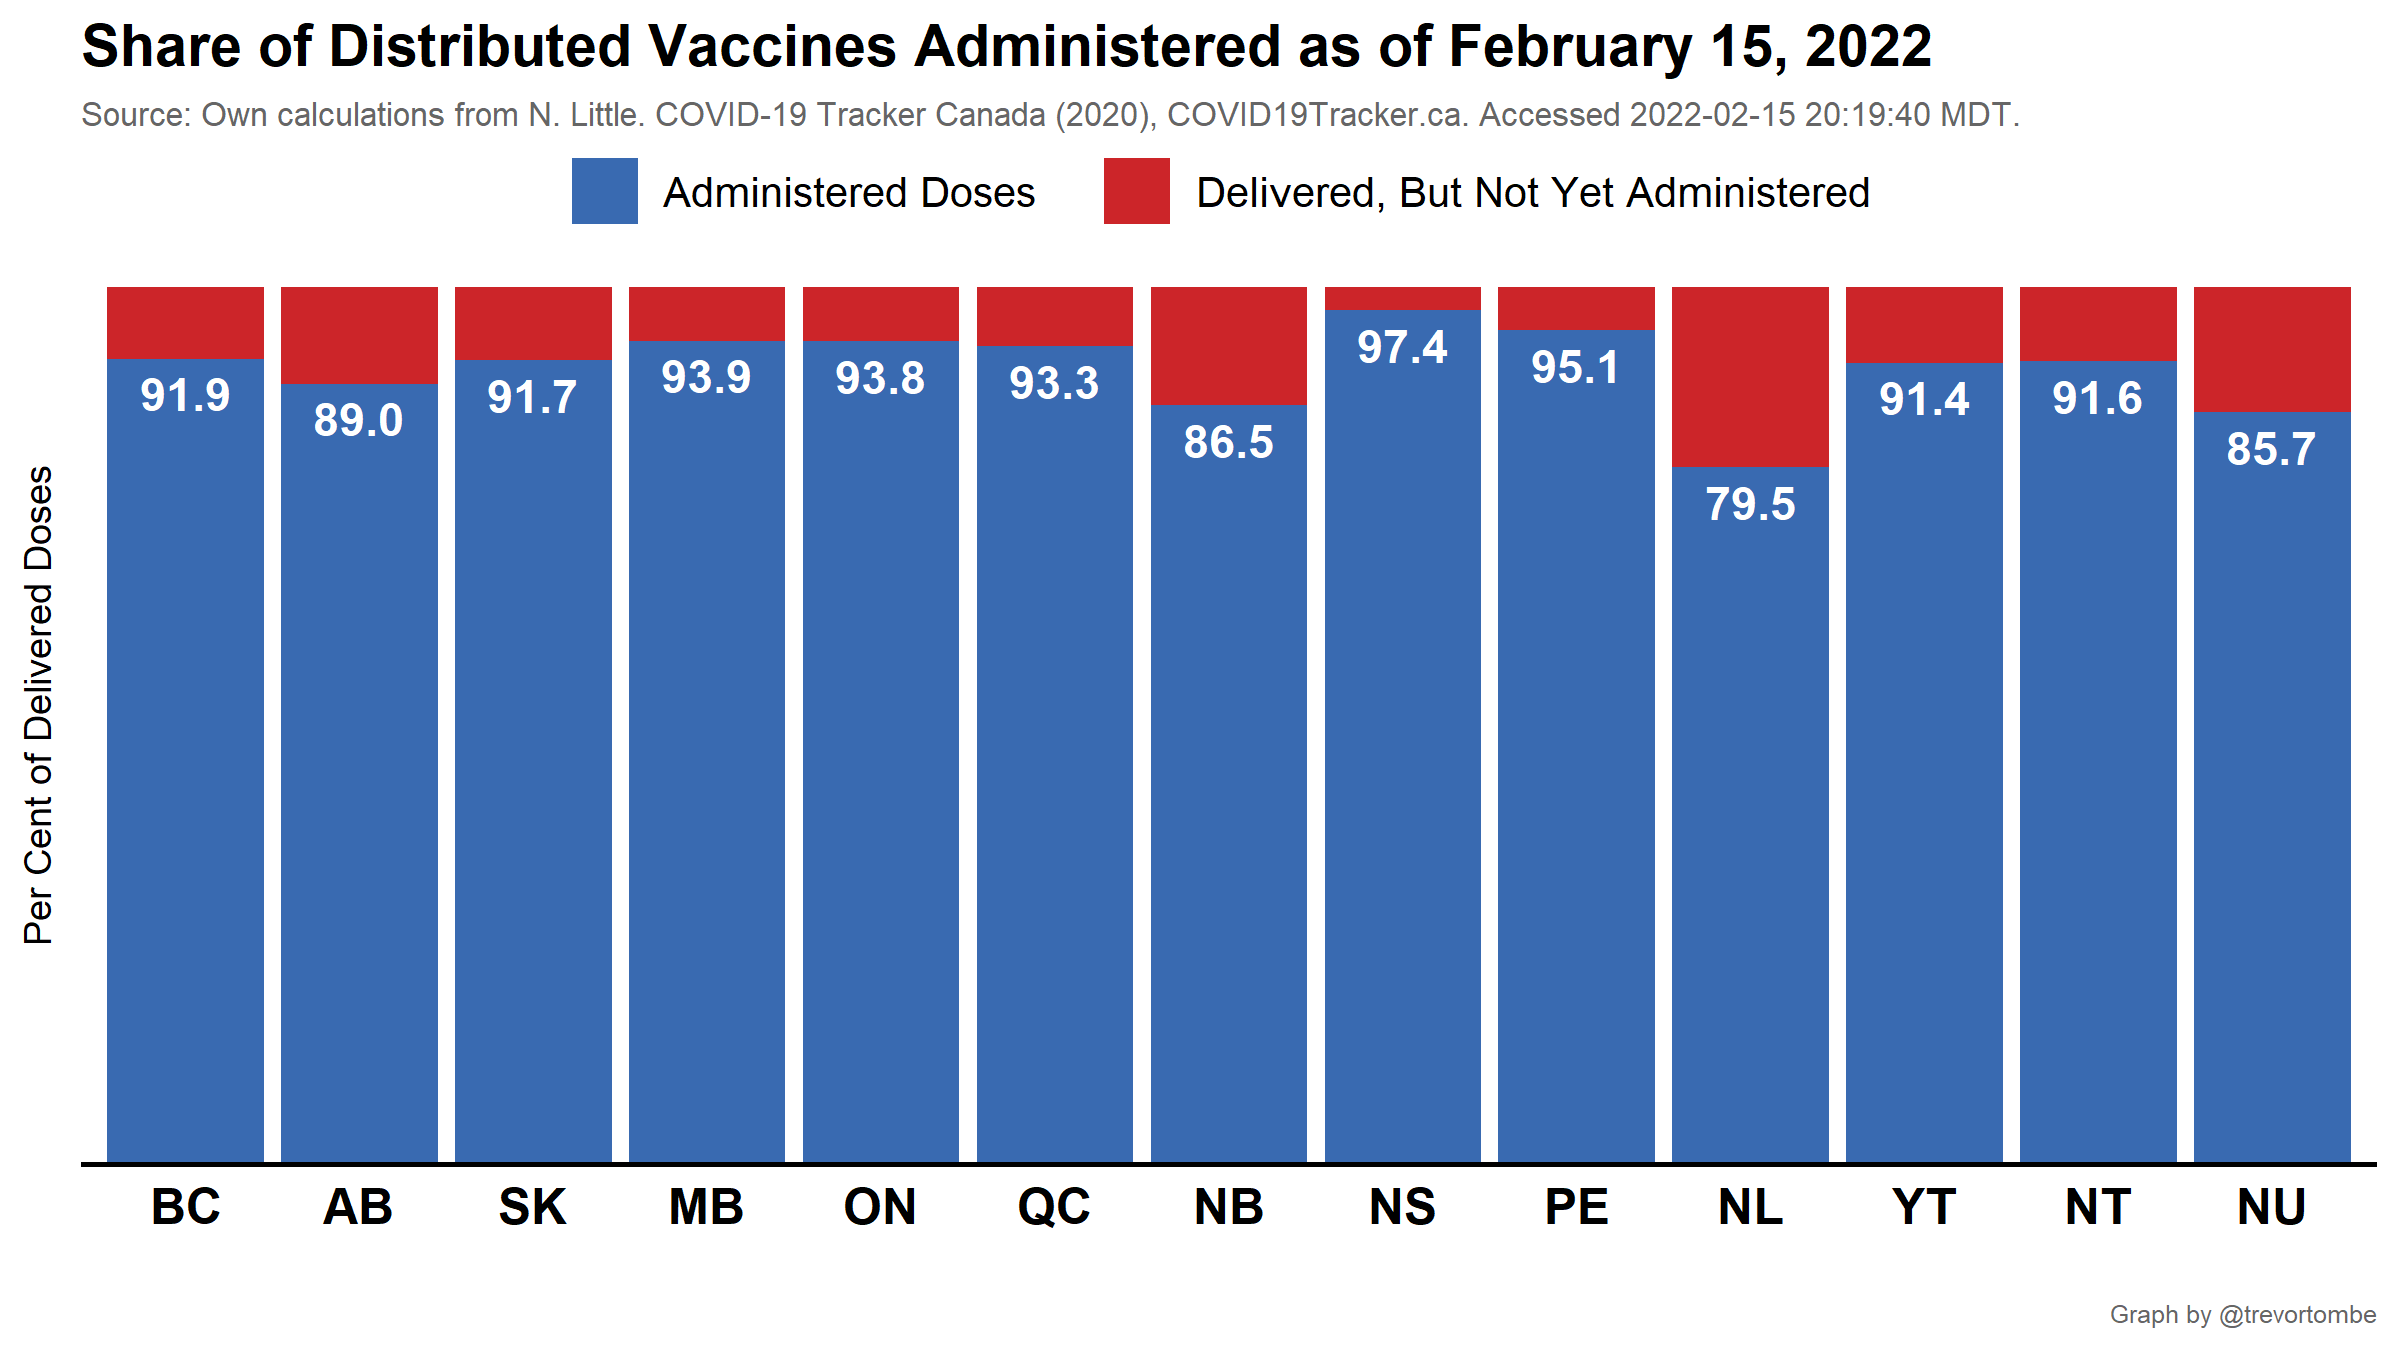 Share of Distributed Vaccines Administered as of February 15, 2022
Source: Own calculations from N. Little. COVID-19 Tracker Canada (2020), COVID19Tracker.ca. Accessed 2022-02-15 20:19:40 MDT.
Administered Doses
Delivered, But Not Yet Administered
Per Cent of Delivered Doses
91.9 89.0 91.7 93.9 93.8 93.3 86.5 97.4 95.1 79.5 91.4 91.6 85.7
BC AB SK MB ON QC NB NS PE NL YT NT NU
Graph by @trevortombe